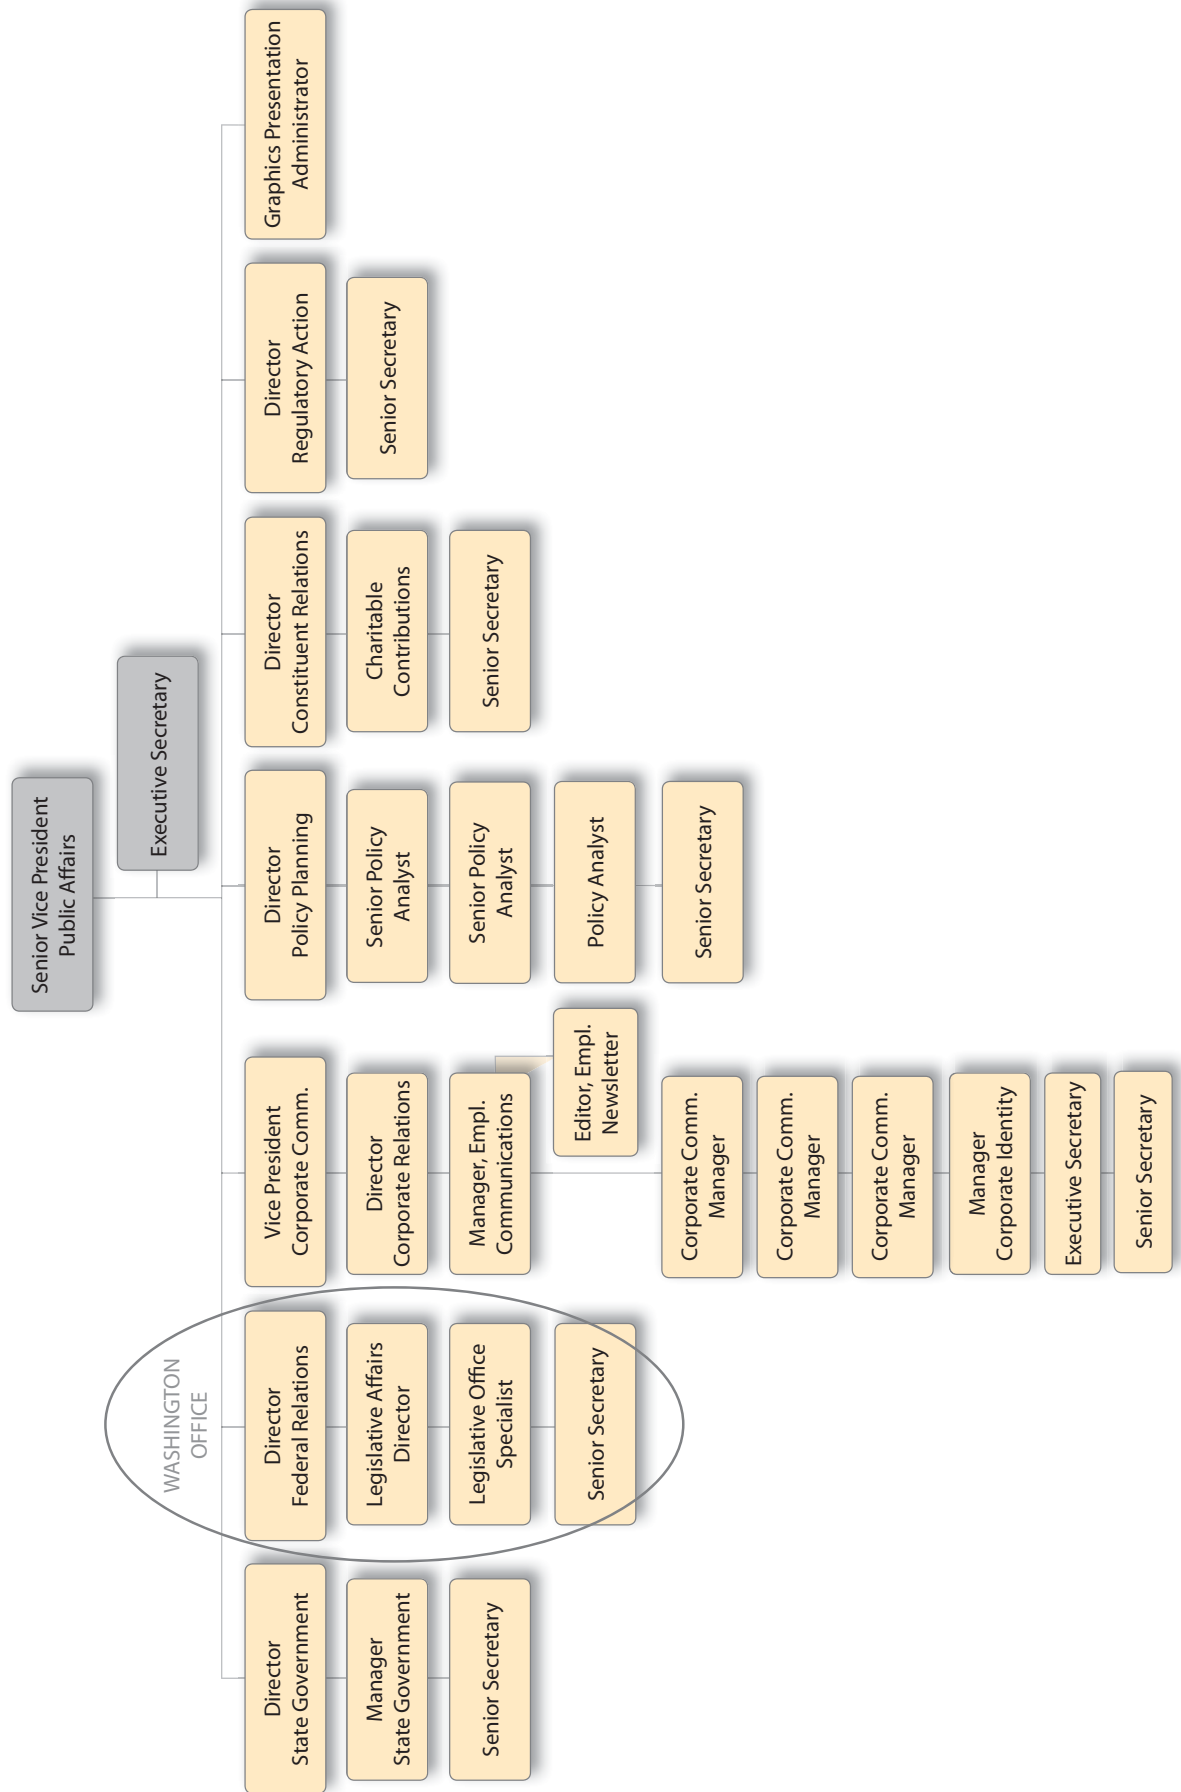 Senior Vice President
Public Affairs
Executive Secretary
WASHINGTON
OFFICE
Director
State Government
Manager
State Government
Senior Secretary
Director
Federal Relations
Legislative Affairs
Director
Legislative Office
Specialist
Senior Secretary
Vice President
Corporate Comm.
Director
Corporate Relations
Manager, Empl.
Communications
Editor, Empl.
Newsletter
Corporate Comm.
Manager
Corporate Comm.
Manager
Corporate Comm.
Manager
Manager
Corporate Identity
Executive Secretary
Senior Secretary
Director
Policy Planning
Senior Policy
Analyst
Senior Policy
Analyst
Policy Analyst
Senior Secretary
Director
Constituent Relations
Charitable
Contributions
Senior Secretary
Director
Regulatory Action
Senior Secretary
Graphics Presentation
Administrator